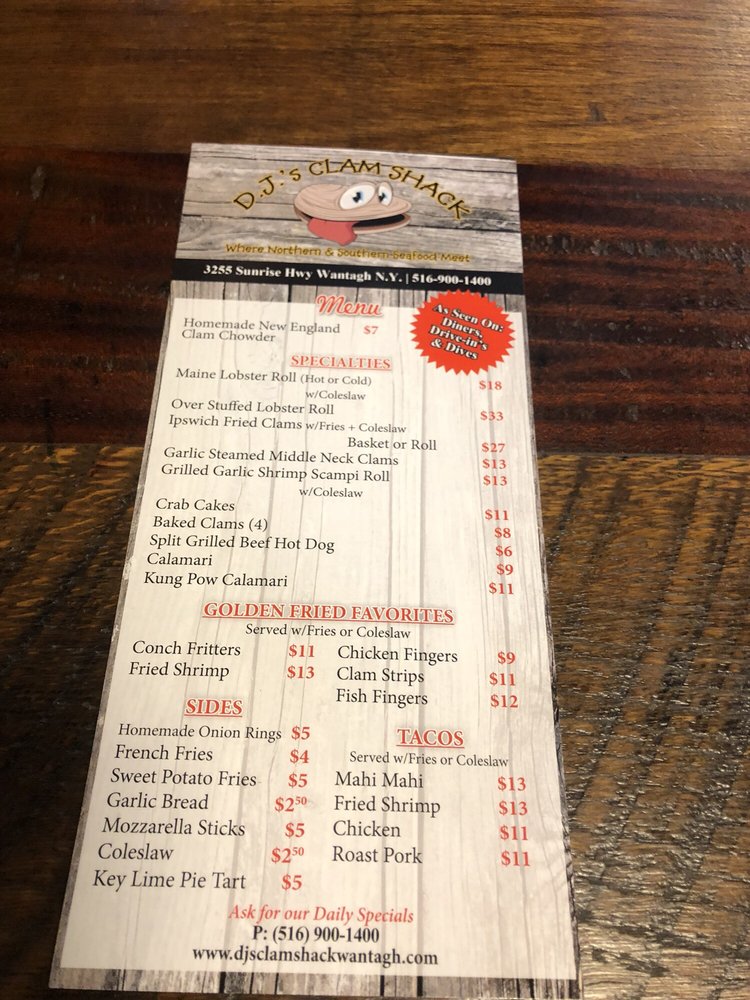 D.J.'s CLAM SHACK
Where Northern & Southern Seafood Meet
3255 Sunrise Hwy Wantagh N.Y. | 516-900-1400
Menu
As Seen On:
Diners,
Drive-in's
& Dives
Homemade New England $7
Clam Chowder
SPECIALTIES
Maine Lobster Roll (Hot or Cold) $18
w/Coleslaw
Over Stuffed Lobster Roll $33
Ipswich Fried Clams w/Fries + Coleslaw
Basket or Roll $27
Garlic Steamed Middle Neck Clams $13
Grilled Garlic Shrimp Scampi Roll $13
w/Coleslaw
Crab Cakes $11
Baked Clams (4) $8
Split Grilled Beef Hot Dog $6
Calamari $9
Kung Pow Calamari $11
GOLDEN FRIED FAVORITES
Served w/Fries or Coleslaw
Conch Fritters $11
Fried Shrimp $13
Chicken Fingers $9
Clam Strips $11
Fish Fingers $12
SIDES
Homemade Onion Rings $5
French Fries $4
Sweet Potato Fries $5
Garlic Bread $250
Mozzarella Sticks $5
Coleslaw $250
Key Lime Pie Tart $5
TACOS
Served w/Fries or Coleslaw
Mahi Mahi $13
Fried Shrimp $13
Chicken $11
Roast Pork $11
Ask for our Daily Specials
P: (516) 900-1400
www.djsclamshackwantagh.com